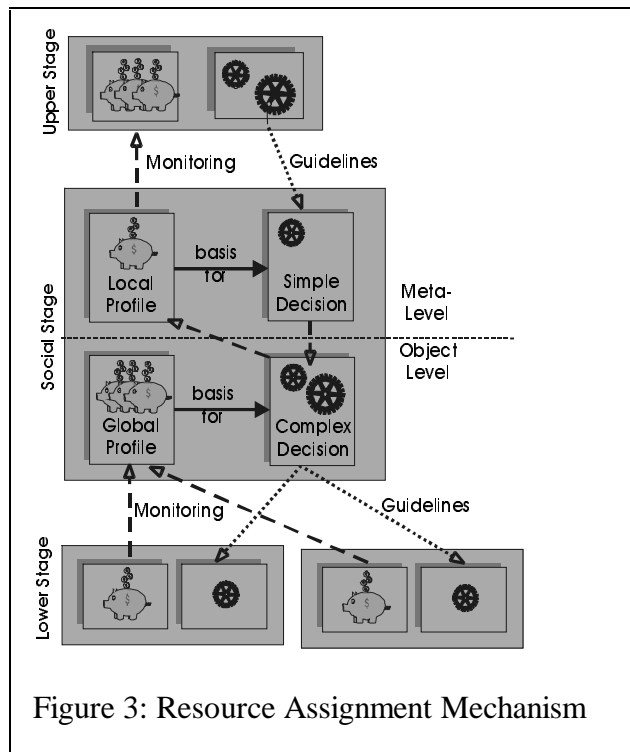 Upper Stage
Monitoring
Guidelines
Social Stage
Local
Profile
basis
for
Simple
Decision
Meta-
Level
Object
Level
Global
Profile
basis
for
Complex
Decision
Monitoring
Guidelines
Lower Stage
Figure 3: Resource Assignment Mechanism